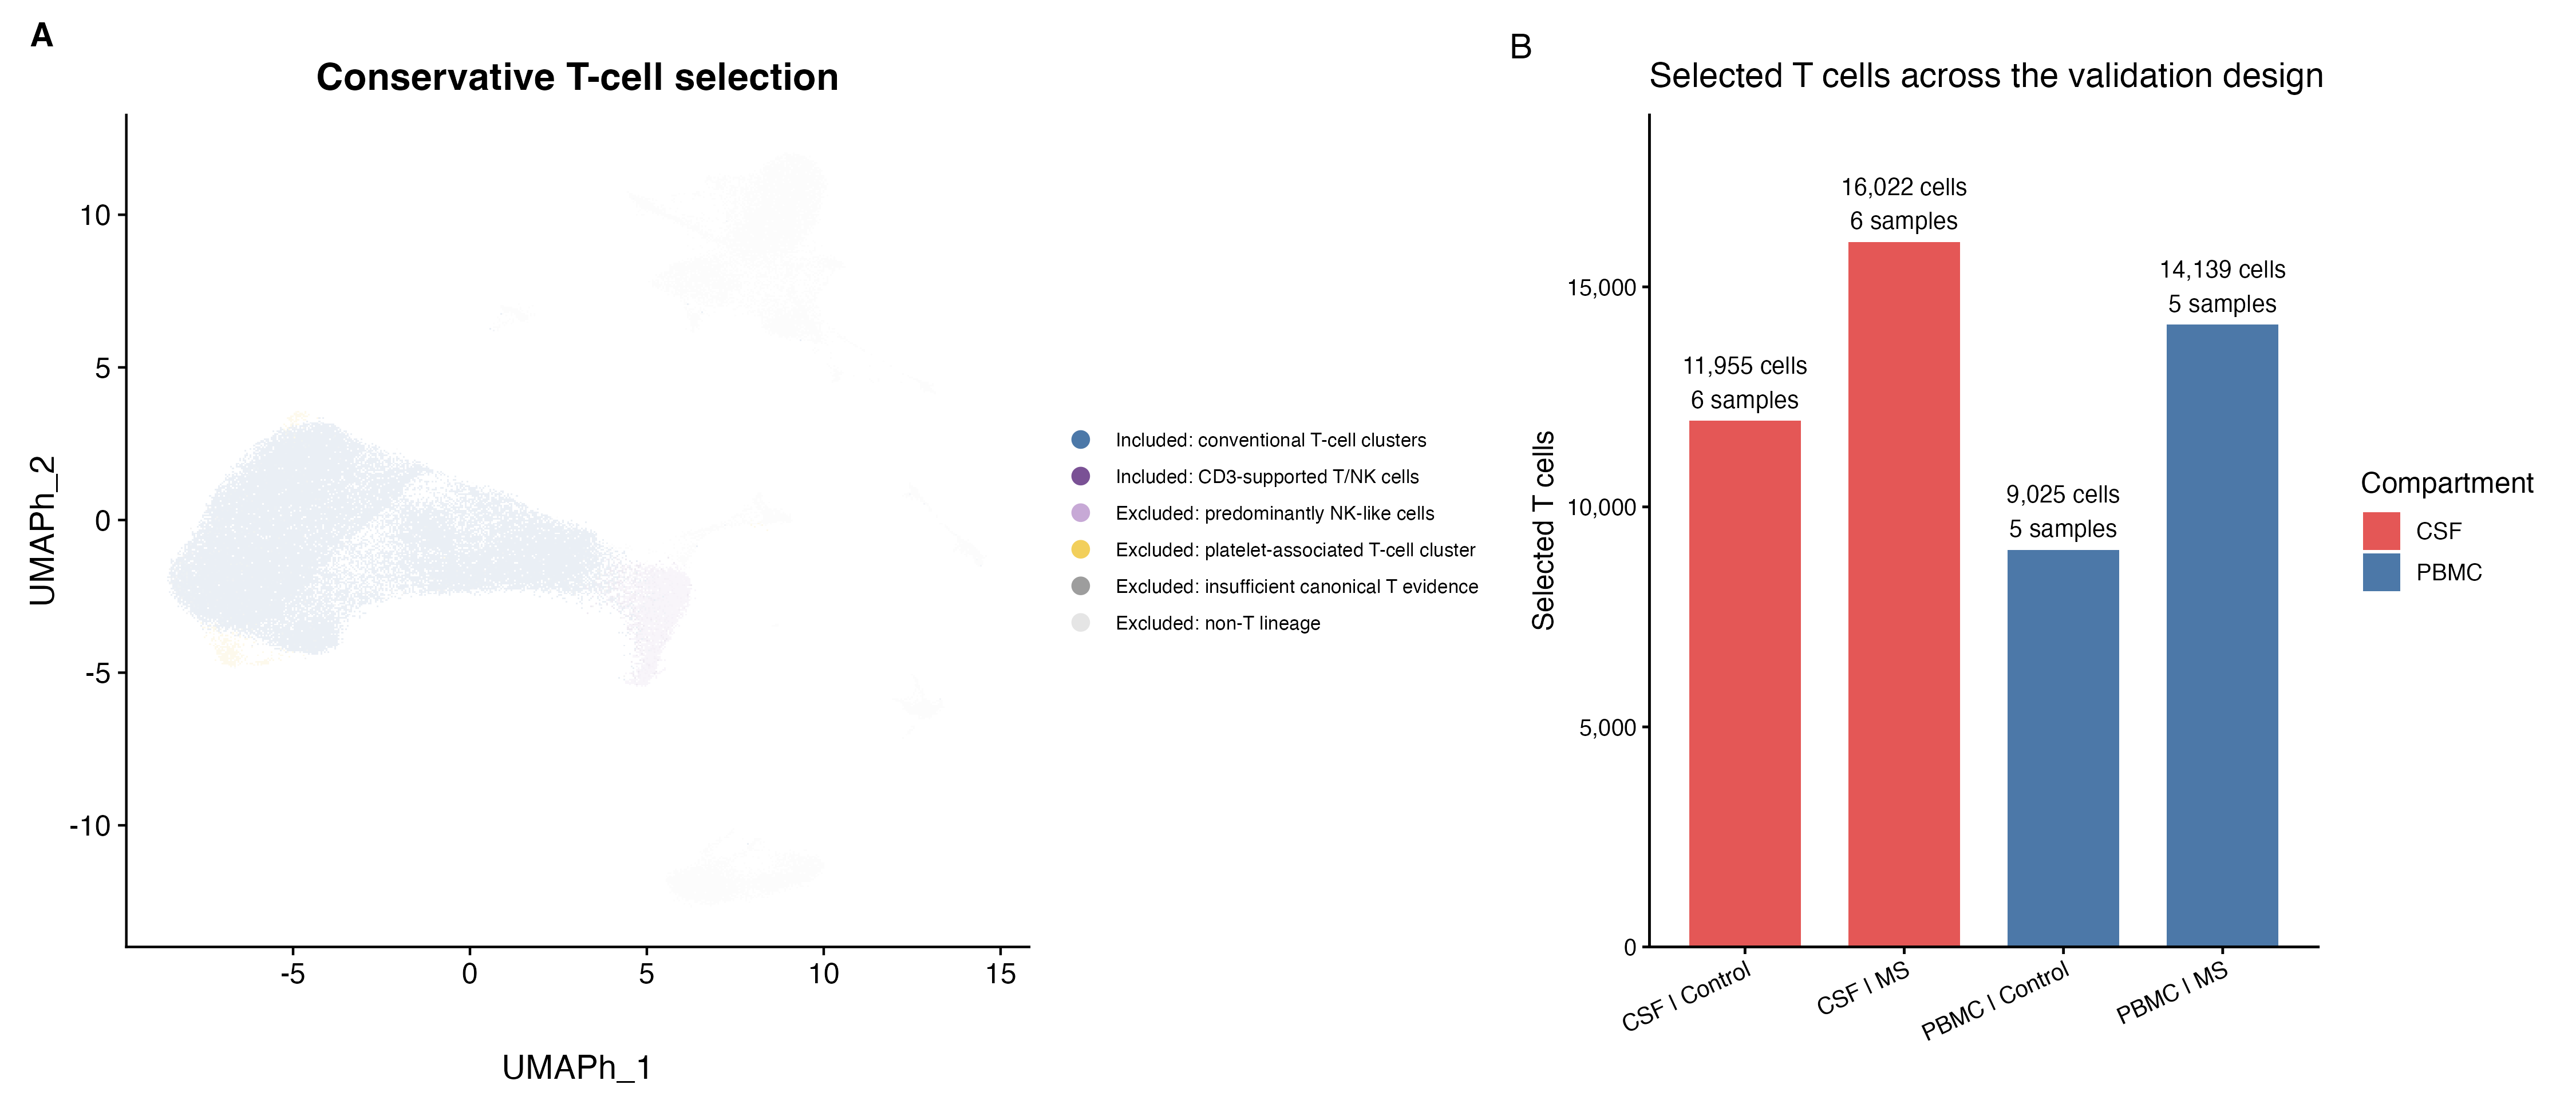 A
Conservative T-cell selection
10
5
0
-5
-10
UMAPh_2
-5
0
5
10
15
UMAPh_1
Included: conventional T-cell clusters
Included: CD3-supported T/NK cells
Excluded: predominantly NK-like cells
Excluded: platelet-associated T-cell cluster
Excluded: insufficient canonical T evidence
Excluded: non-T lineage
B
Selected T cells across the validation design
Selected T cells
15,000
10,000
5,000
0
11,955 cells
6 samples
16,022 cells
6 samples
9,025 cells
5 samples
14,139 cells
5 samples
CSF | Control
CSF | MS
PBMC | Control
PBMC | MS
Compartment
CSF
PBMC